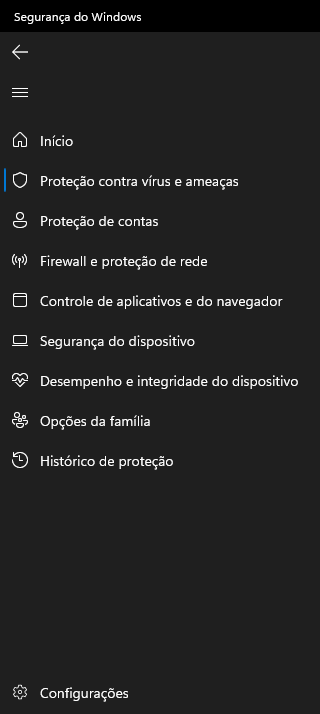 Segurança do Windows
Início
Proteção contra vírus e ameaças
Proteção de contas
Firewall e proteção de rede
Controle de aplicativos e do navegador
Segurança do dispositivo
Desempenho e integridade do dispositivo
Opções da família
Histórico de proteção
Configurações